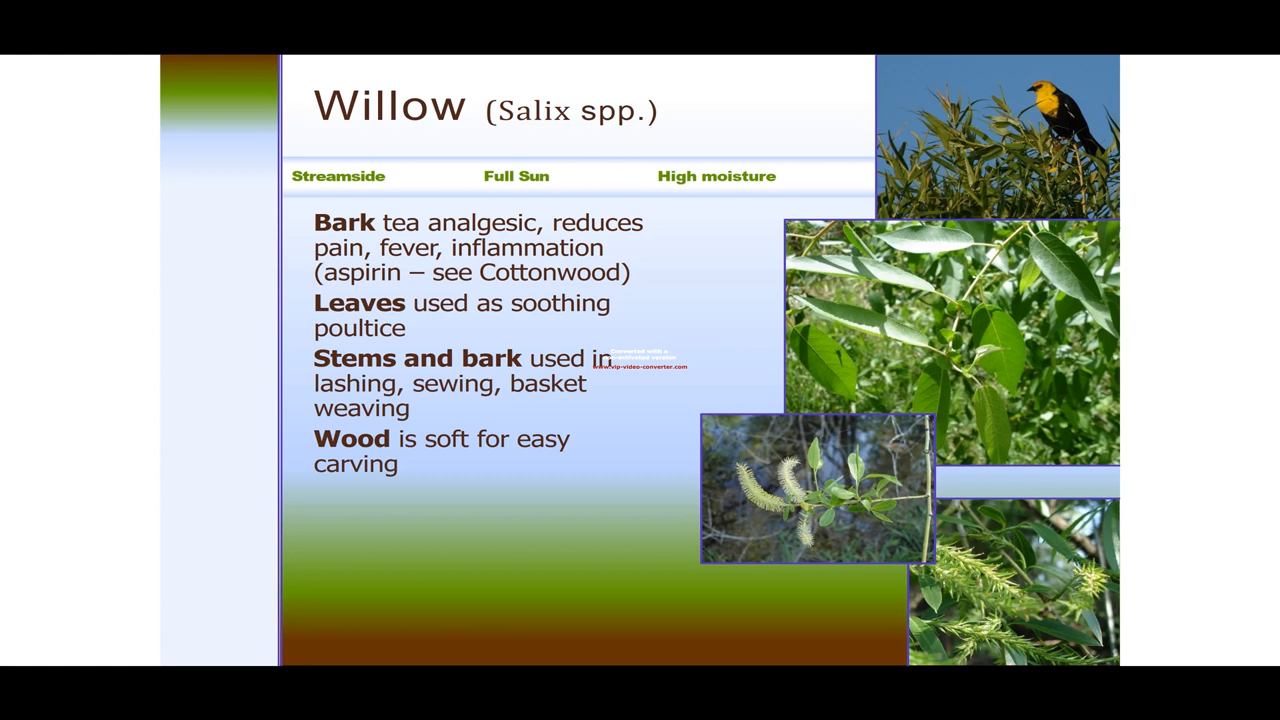 Willow (Salix spp.)
Streamside Full Sun High moisture
Bark tea analgesic, reduces
pain, fever, inflammation
(aspirin – see Cottonwood)
Leaves used as soothing
poultice
Stems and bark used in
lashing, sewing, basket
weaving
Wood is soft for easy
carving
Converted with a
version
www.vip-video-converter.com